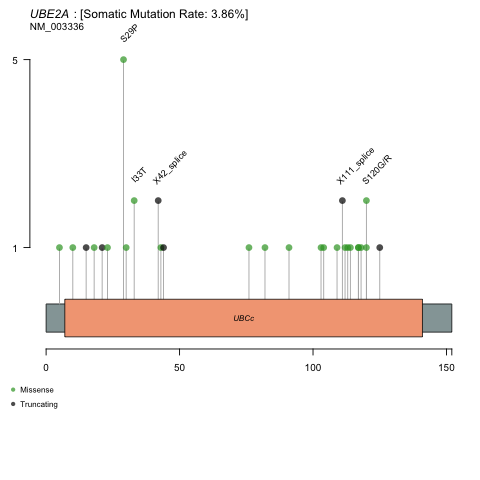 UBE2A : [Somatic Mutation Rate: 3.86%]
NM_003336
S29P
5
I33T
X42_splice
X111_splice
S120G/R
1
UBCc
0
50
100
150
Missense
Truncating